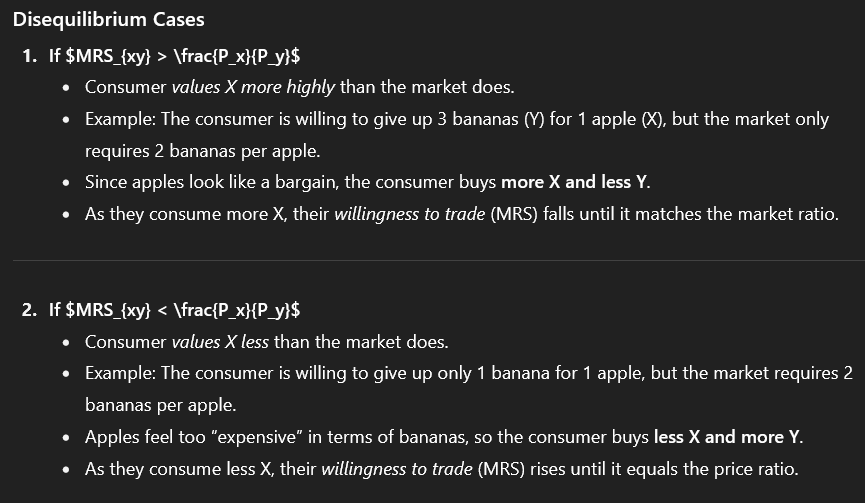 Disequilibrium Cases
1. If $MRS_{xy} > \frac{P_x}{P_y}$
• Consumer values X more highly than the market does.
• Example: The consumer is willing to give up 3 bananas (Y) for 1 apple (X), but the market only
requires 2 bananas per apple.
• Since apples look like a bargain, the consumer buys more X and less Y.
• As they consume more X, their willingness to trade (MRS) falls until it matches the market ratio.
2. If $MRS_{xy} < \frac{P_x}{P_y}$
• Consumer values X less than the market does.
• Example: The consumer is willing to give up only 1 banana for 1 apple, but the market requires 2
bananas per apple.
• Apples feel too “expensive” in terms of bananas, so the consumer buys less X and more Y.
• As they consume less X, their willingness to trade (MRS) rises until it equals the price ratio.